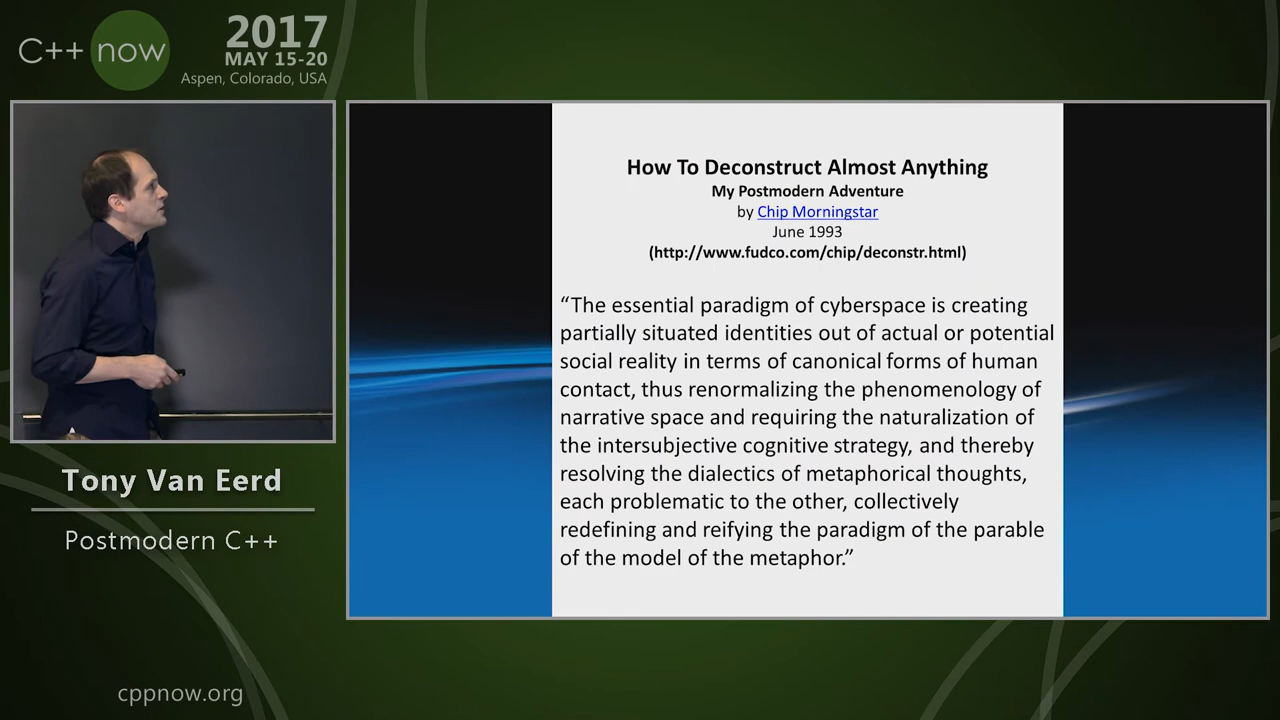 C++ now
2017
MAY 15-20
Aspen, Colorado, USA
How To Deconstruct Almost Anything
My Postmodern Adventure
by Chip Morningstar
June 1993
(http://www.fudco.com/chip/deconstr.html)
“The essential paradigm of cyberspace is creating
partially situated identities out of actual or potential
social reality in terms of canonical forms of human
contact, thus renormalizing the phenomenology of
narrative space and requiring the naturalization of
the intersubjective cognitive strategy, and thereby
resolving the dialectics of metaphorical thoughts,
each problematic to the other, collectively
redefining and reifying the paradigm of the parable
of the model of the metaphor.”
Tony Van Eerd
Postmodern C++
cppnow.org